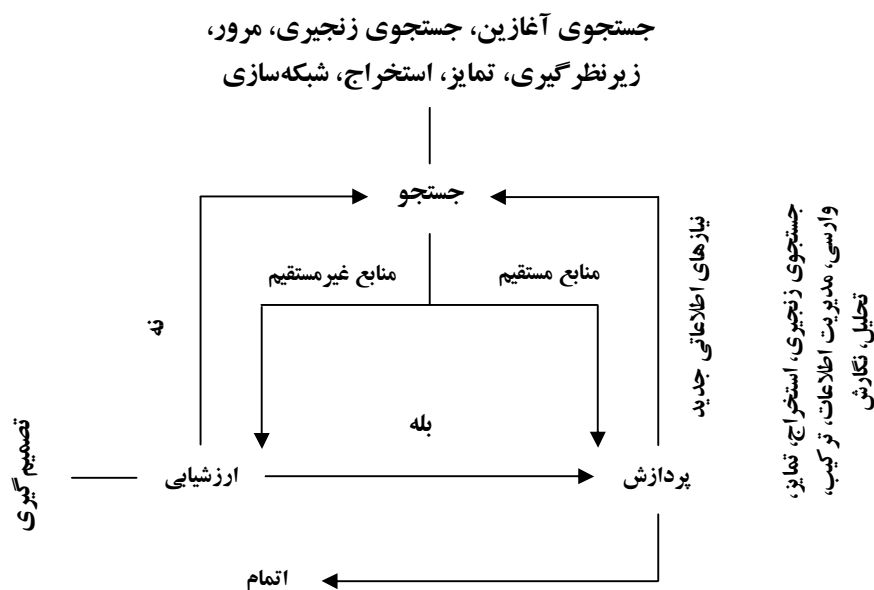 جستجوی آغازین، جستجوی زنجیری، مرور،
زیرنظرگیری، تمایز، استخراج، شبکه‌سازی
جستجو
منابع مستقیم
منابع غیرمستقیم
نیازهای اطلاعاتی جدید
جستجوی زنجیری، استخراج، تمایز،
وارسی، مدیریت اطلاعات، ترکیب،
تحلیل، نگارش
نه
بله
پردازش
ارزشیابی
تصمیم گیری
اتمام